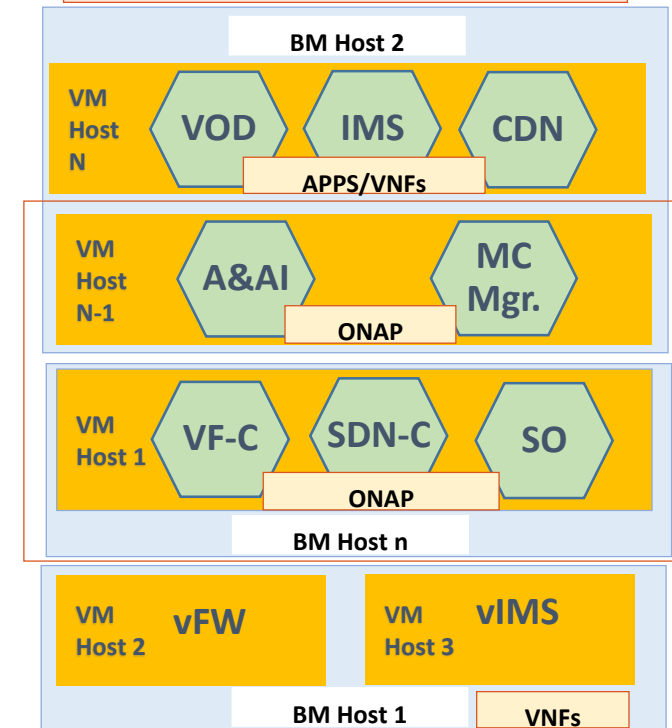 BM Host 2
VM
Host
N
VOD
IMS
CDN
APPS/VNFs
VM
Host
N-1
A&AI
MC
Mgr.
ONAP
VM
Host 1
VF-C
SDN-C
SO
ONAP
BM Host n
VM
Host 2
vFW
VM
Host 3
vIMS
BM Host 1
VNFs